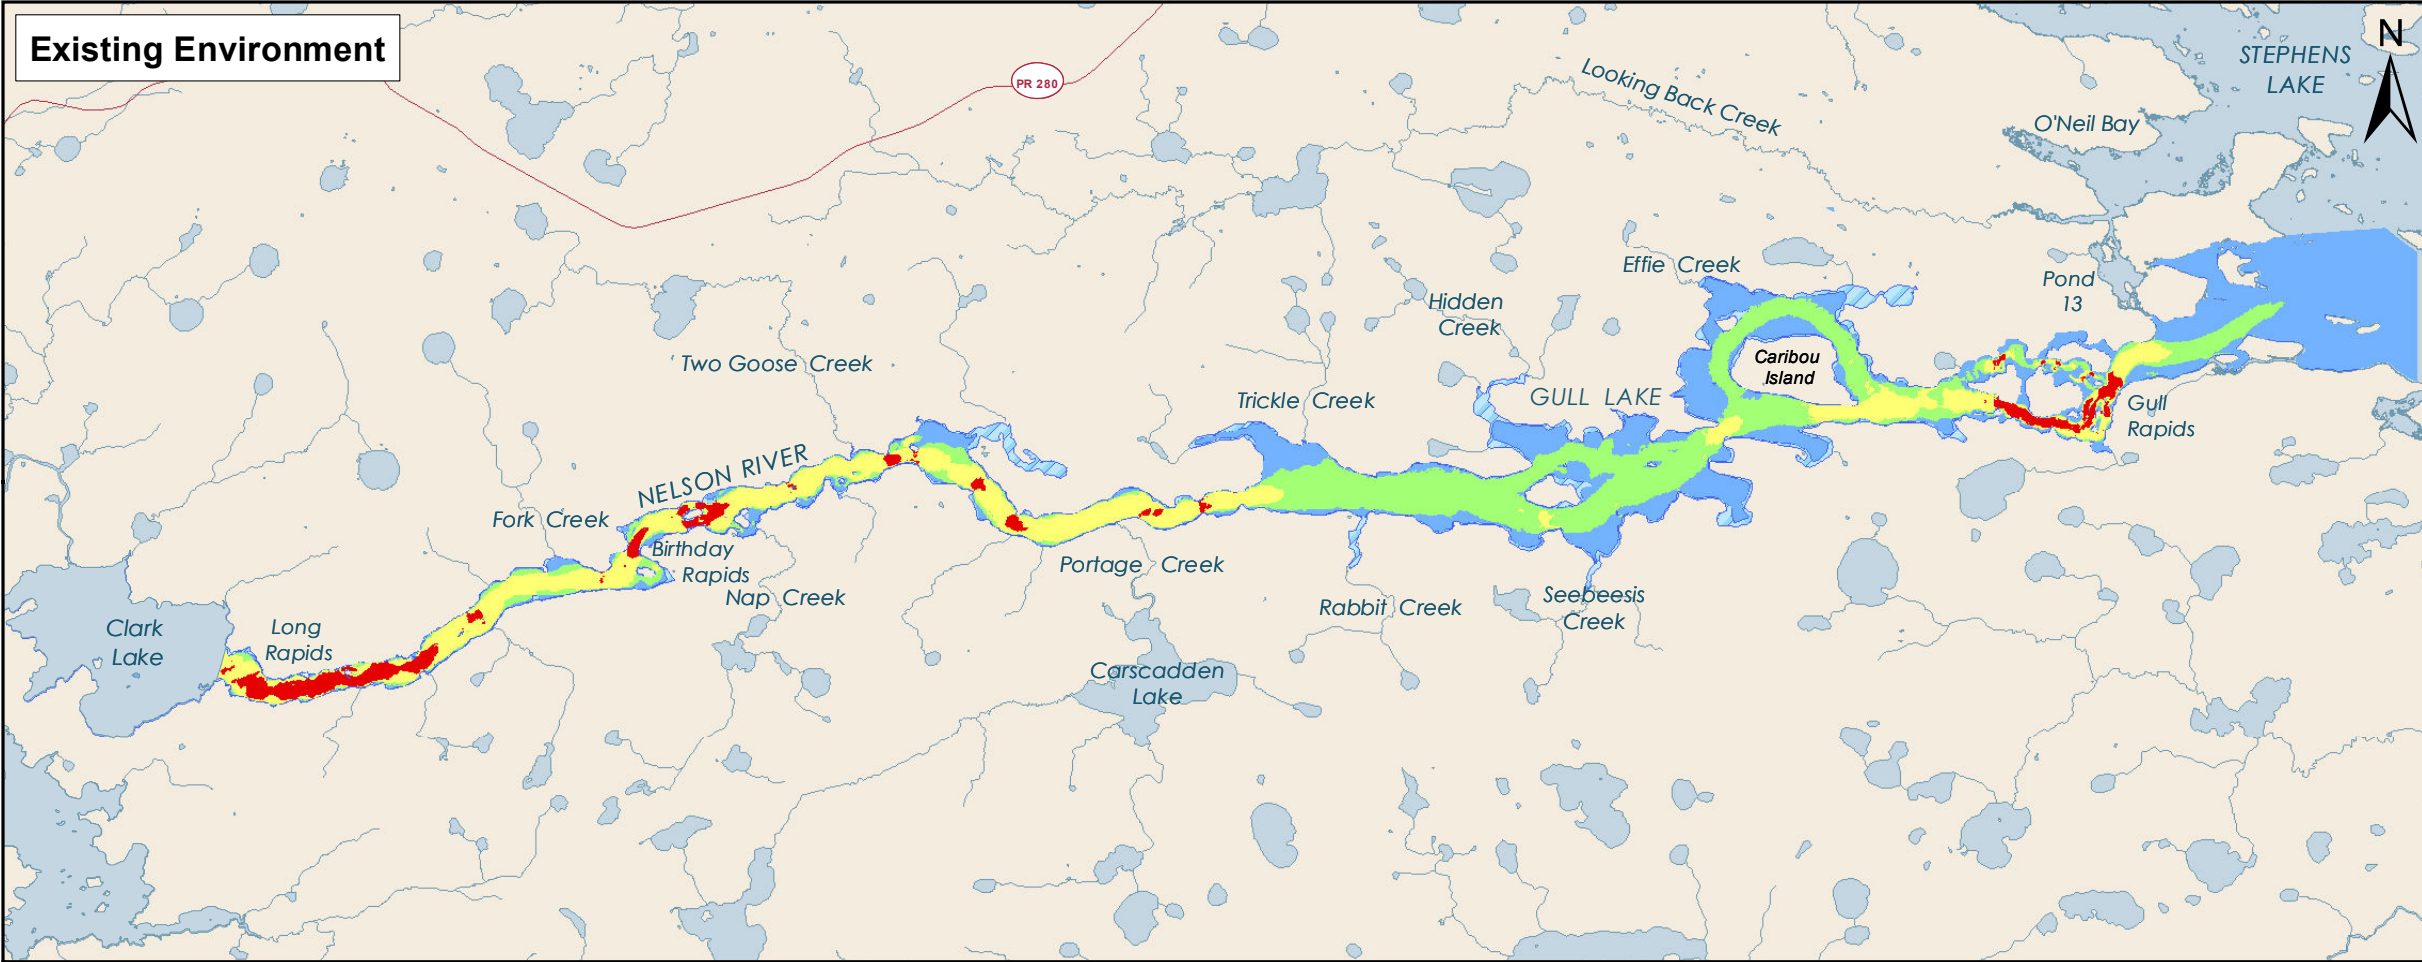 Existing Environment
N
STEPHENS
LAKE
PR 280
Looking Back Creek
O'Neil Bay
Effie Creek
Pond
13
Hidden
Creek
Two Goose Creek
Caribou
Island
GULL LAKE
Trickle Creek
Gull
Rapids
NELSON RIVER
Fork Creek
Birthday
Rapids
Portage Creek
Nap Creek
Rabbit Creek
Seebeesis
Creek
Clark
Lake
Long
Rapids
Carscadden
Lake